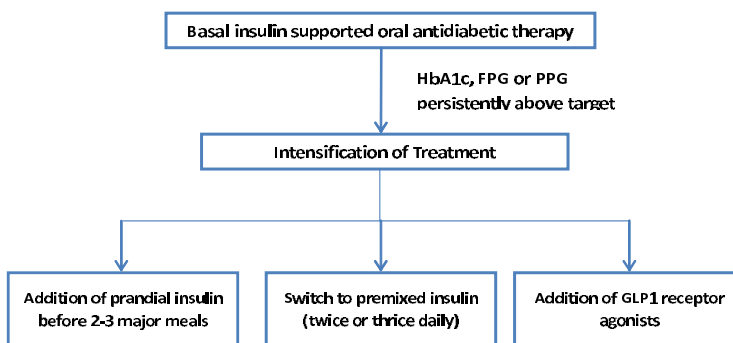 Basal insulin supported oral antidiabetic therapy
HbA1c, FPG or PPG
persistently above target
Intensification of Treatment
Addition of prandial insulin
before 2-3 major meals
Switch to premixed insulin
(twice or thrice daily)
Addition of GLP1 receptor
agonists